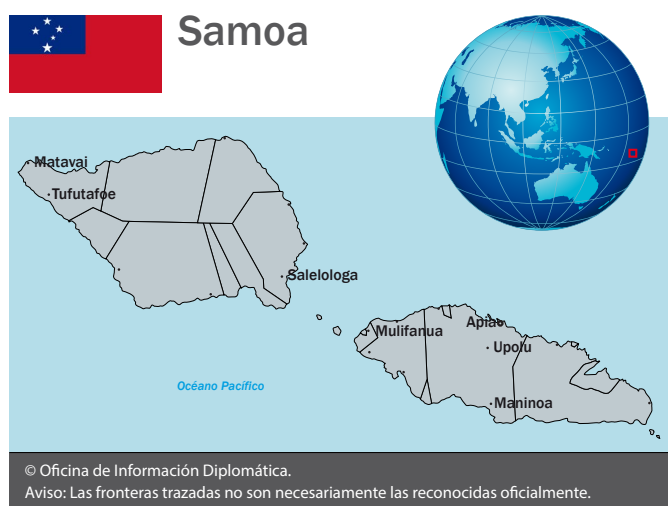 Samoa
Matavai
Tufutafoe
Salelologa
Mulifanua
Apia
Upolu
Océano Pacífico
Maninoa
© Oficina de Información Diplomática.
Aviso: Las fronteras trazadas no son necesariamente las reconocidas oficialmente.